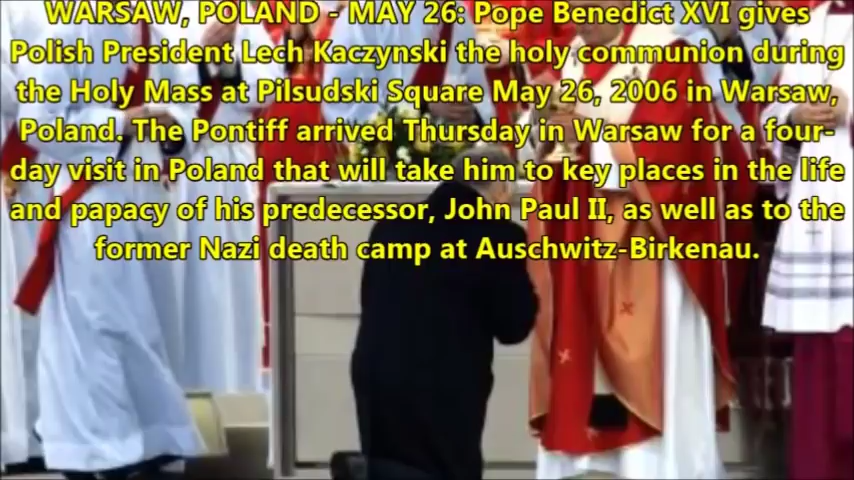 WARSAW, POLAND - MAY 26: Pope Benedict XVI gives
Polish President Lech Kaczynski the holy communion during
the Holy Mass at Pilsudski Square May 26, 2006 in Warsaw,
Poland. The Pontiff arrived Thursday in Warsaw for a four-
day visit in Poland that will take him to key places in the life
and papacy of his predecessor, John Paul II, as well as to the
former Nazi death camp at Auschwitz-Birkenau.